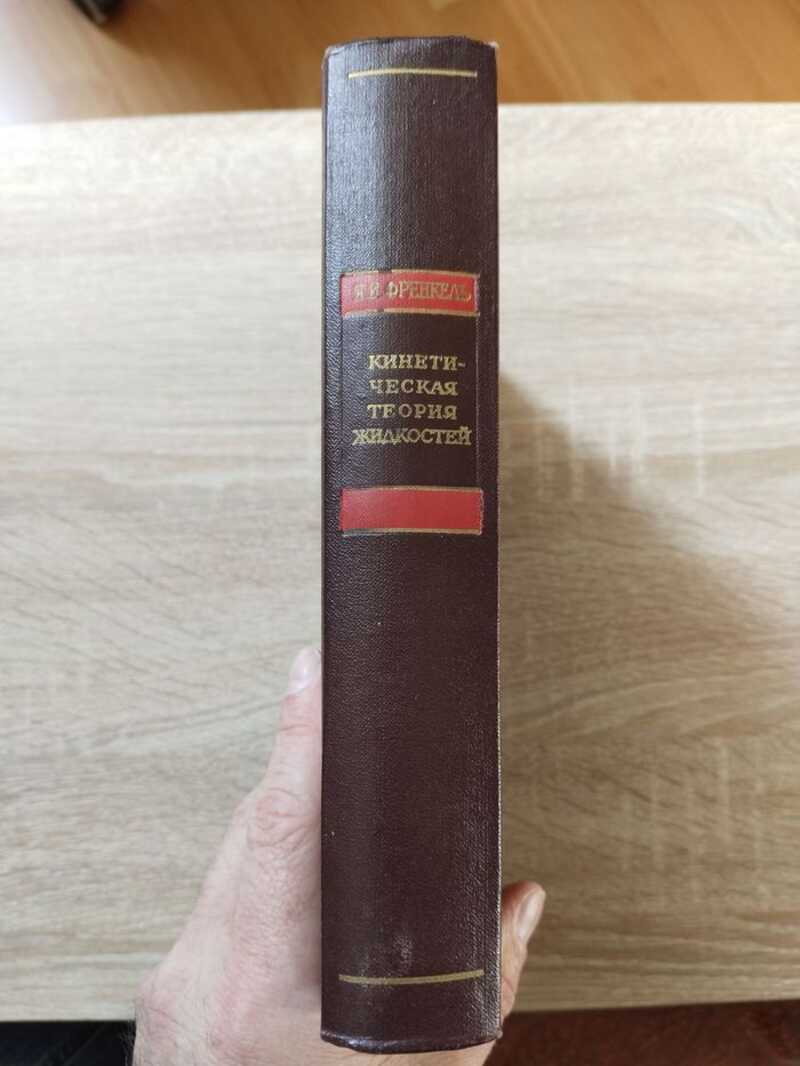 Я. И. ФРЕНКЕЛЬ
КИНЕТИ-
ЧЕСКАЯ
ТЕОРИЯ
ЖИДКОСТЕЙ